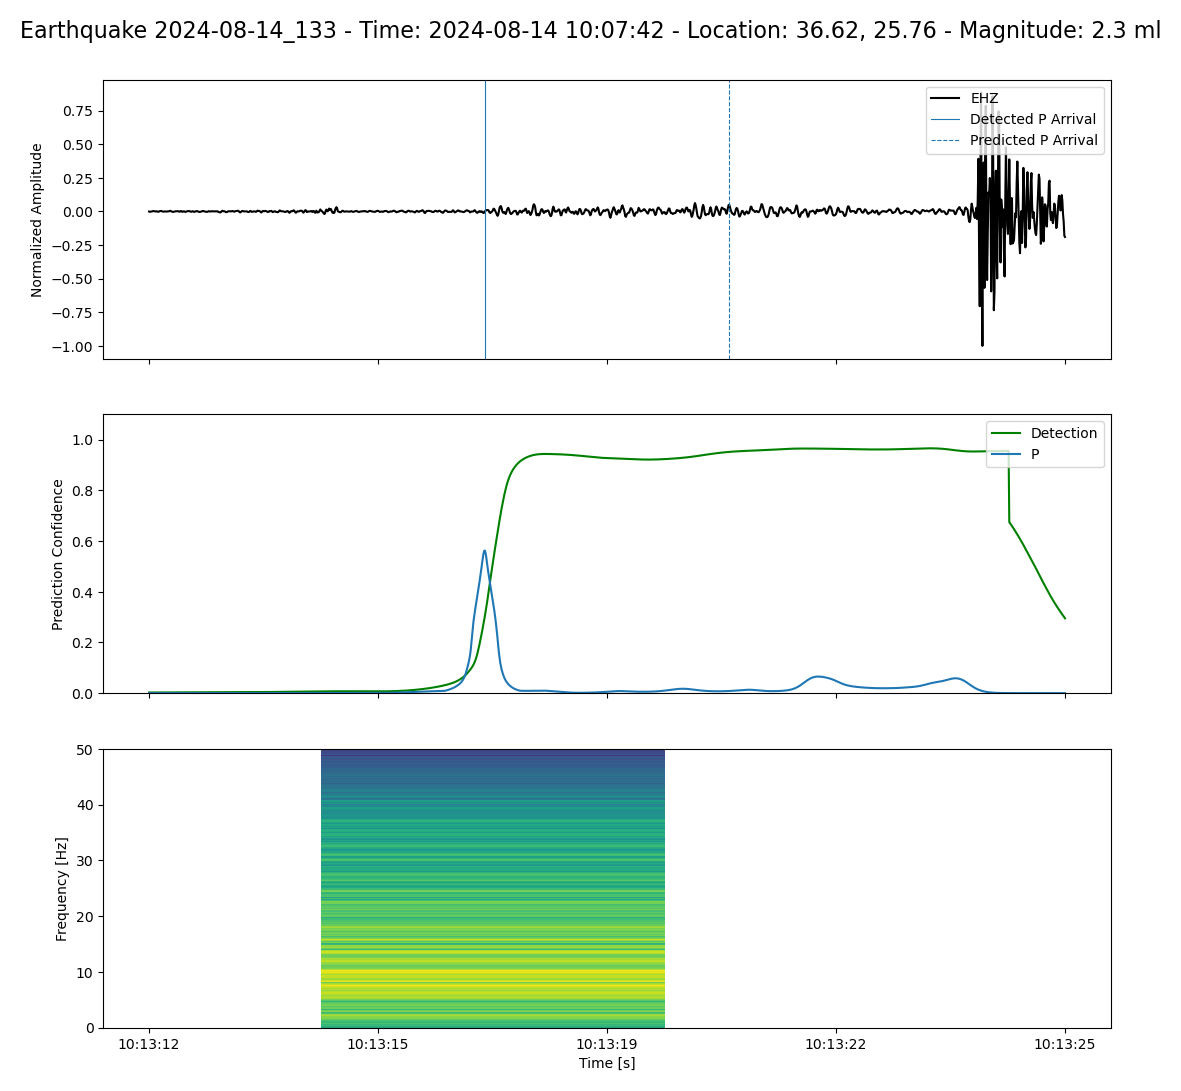 Earthquake 2024-08-14_133 - Time: 2024-08-14 10:07:42 - Location: 36.62, 25.76 - Magnitude: 2.3 ml
Normalized Amplitude
0.75
0.50
0.25
0.00
−0.25
−0.50
−0.75
−1.00
EHZ
Detected P Arrival
Predicted P Arrival
Prediction Confidence
1.0
0.8
0.6
0.4
0.2
0.0
Detection
P
Frequency [Hz]
50
40
30
20
10
0
10:13:12
10:13:15
10:13:19
10:13:22
10:13:25
Time [s]